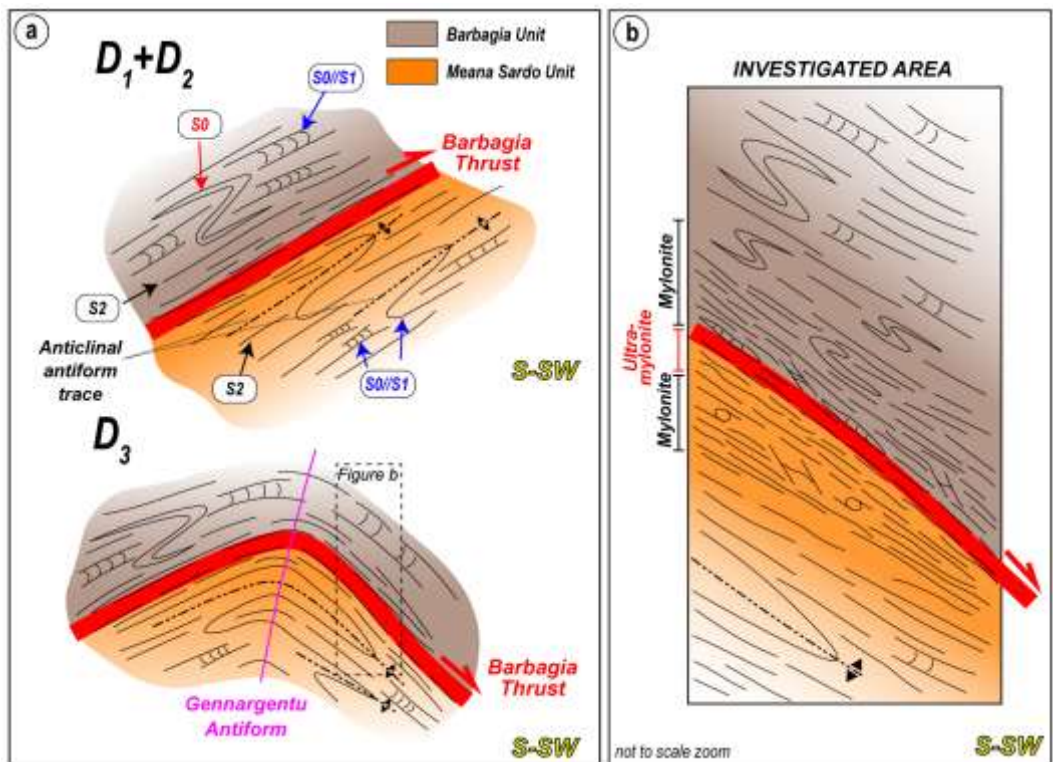 a
D1+D2
Barbagia Unit
Meana Sardo Unit
S0//S1
S0
Barbagia
Thrust
S2
Anticlinal
antiform
trace
S2
S0//S1
S-SW
D3
Figure b
Gennargentu
Antiform
Barbagia
Thrust
S-SW
b
INVESTIGATED AREA
Mylonite
Ultra-
mylonite
Mylonite
not to scale zoom
S-SW